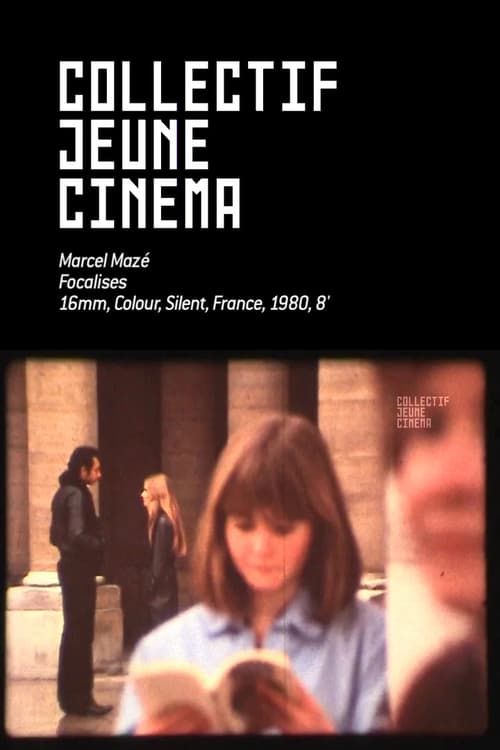 COLLECTIF
JEUNE
CINEMA
Marcel Mazé
Focalises
16mm, Colour, Silent, France, 1980, 8'
COLLECTIF
JEUNE
CINEMA